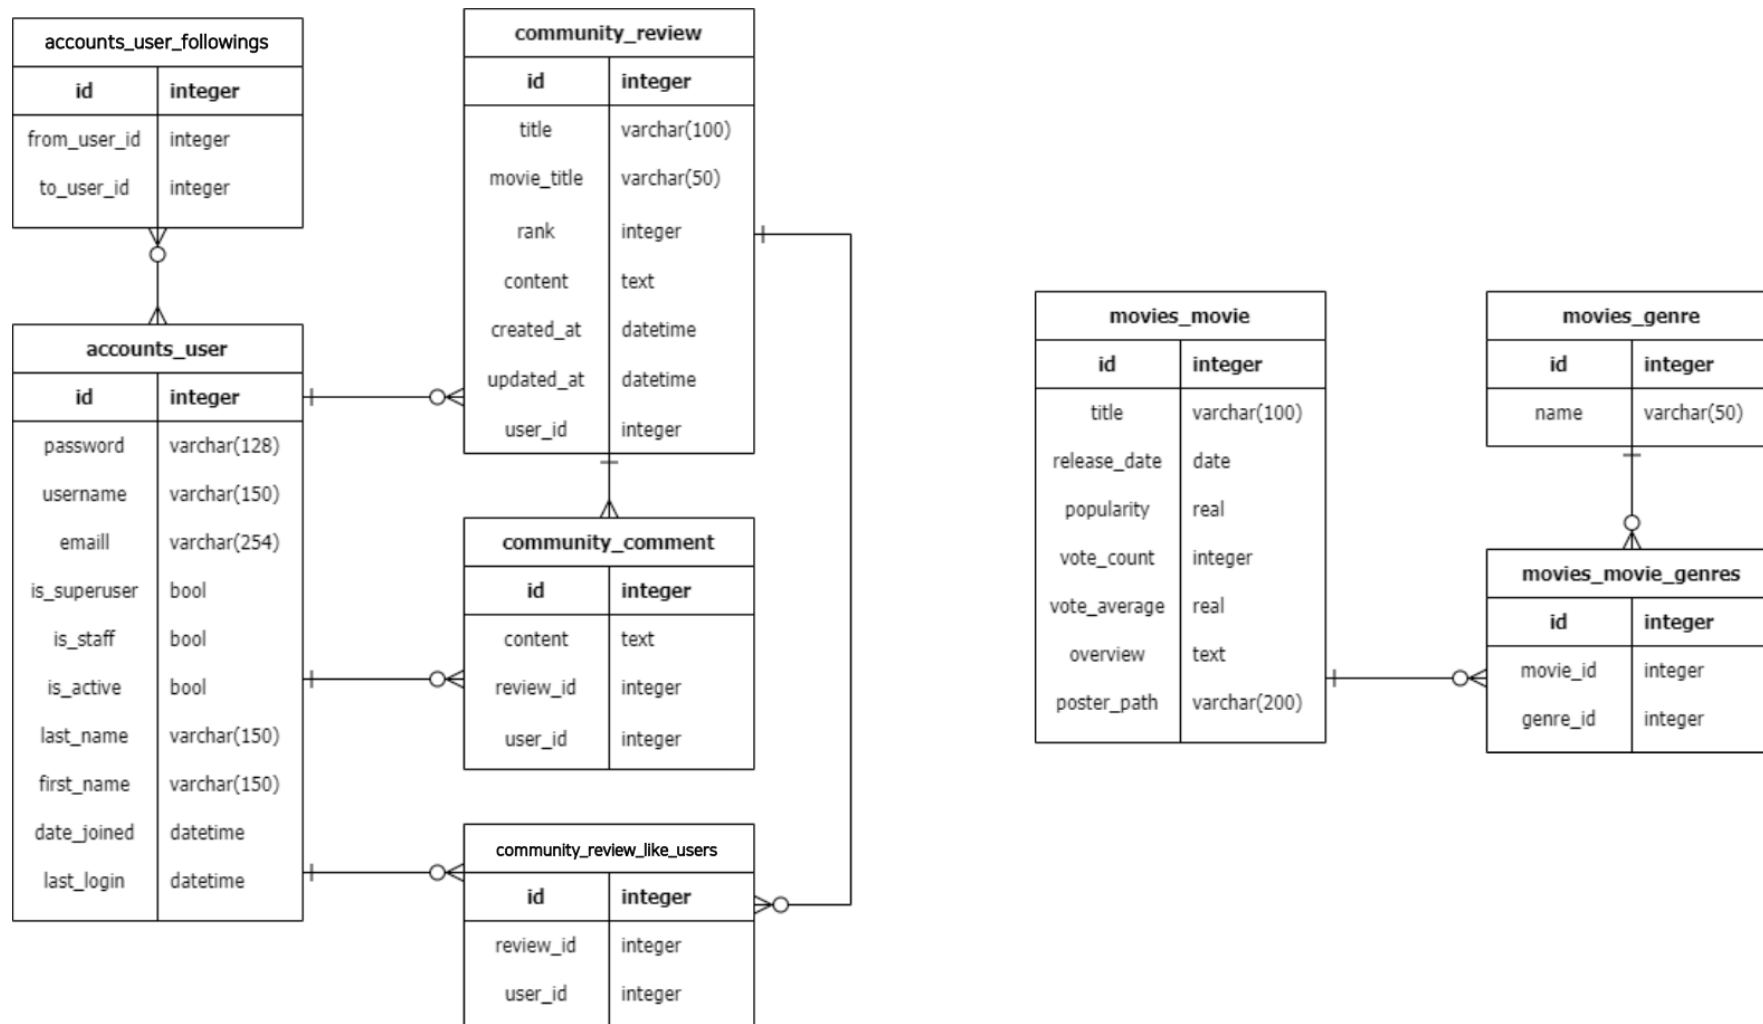 accounts_user_followings
id integer
from_user_id integer
to_user_id integer
accounts_user
id integer
password varchar(128)
username varchar(150)
emaill varchar(254)
is_superuser bool
is_staff bool
is_active bool
last_name varchar(150)
first_name varchar(150)
date_joined datetime
last_login datetime
community_review
id integer
title varchar(100)
movie_title varchar(50)
rank integer
content text
created_at datetime
updated_at datetime
user_id integer
community_comment
id integer
content text
review_id integer
user_id integer
community_review_like_users
id integer
review_id integer
user_id integer
movies_movie
id integer
title varchar(100)
release_date date
popularity real
vote_count integer
vote_average real
overview text
poster_path varchar(200)
movies_genre
id integer
name varchar(50)
movies_movie_genres
id integer
movie_id integer
genre_id integer